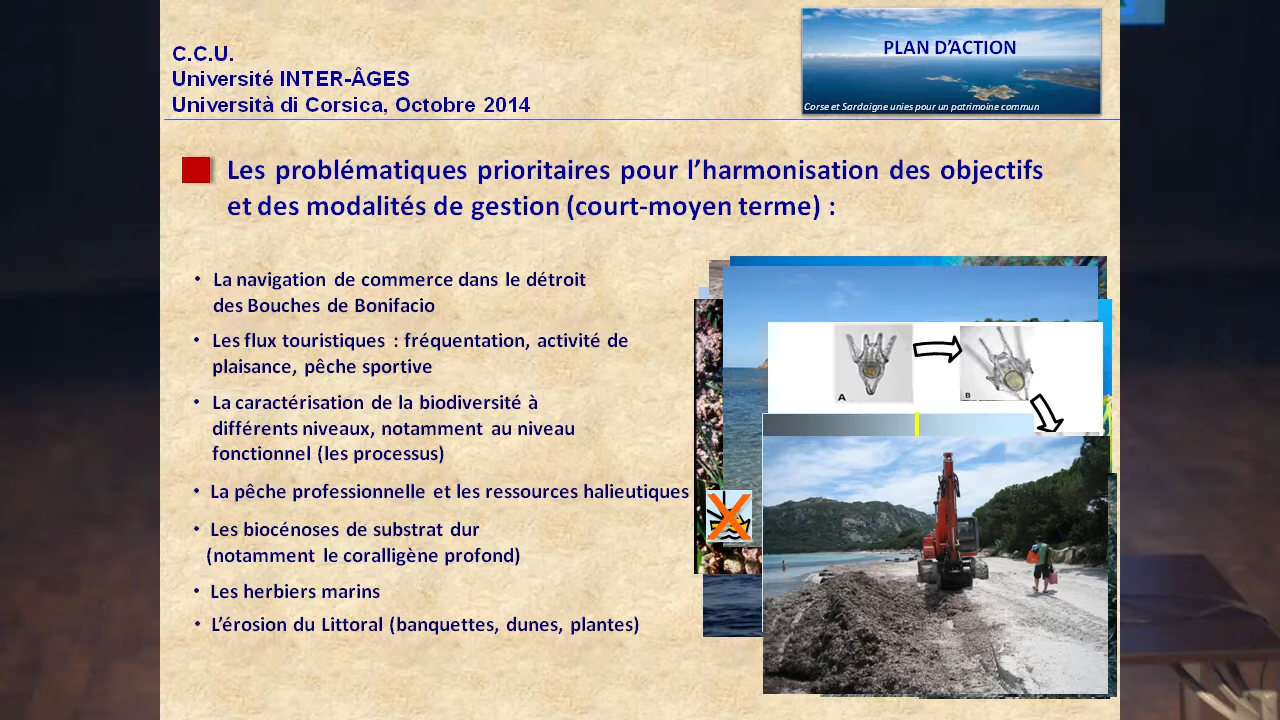 C.C.U.
Université INTER-ÂGES
Università di Corsica, Octobre 2014
PLAN D'ACTION
Corse et Sardaigne unies pour un patrimoine commun
Les problématiques prioritaires pour l'harmonisation des objectifs
et des modalités de gestion (court-moyen terme) :
• La navigation de commerce dans le détroit
des Bouches de Bonifacio
• Les flux touristiques : fréquentation, activité de
plaisance, pêche sportive
• La caractérisation de la biodiversité à
différents niveaux, notamment au niveau
fonctionnel (les processus)
• La pêche professionnelle et les ressources halieutiques
• Les biocénoses de substrat dur
(notamment le coralligène profond)
• Les herbiers marins
• L'érosion du Littoral (banquettes, dunes, plantes)
A
B